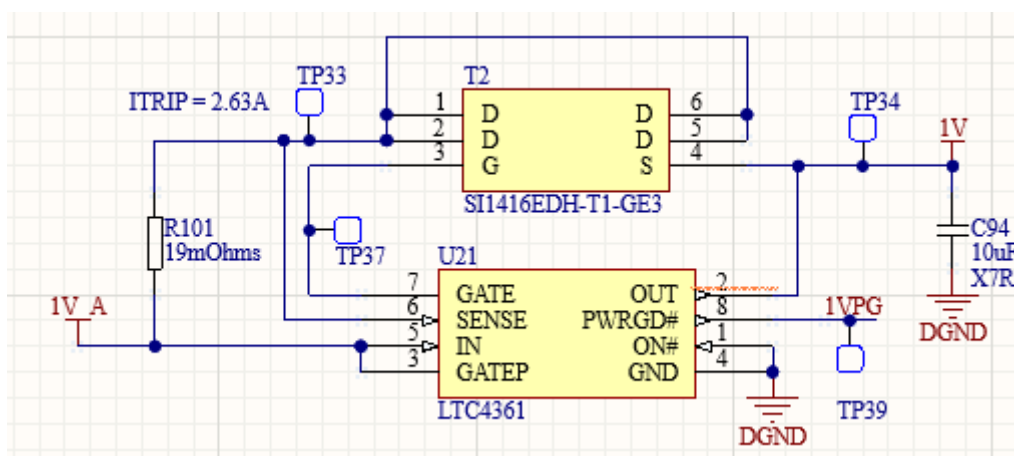 TP33
T2
ITRIP = 2.63A
TP34
1 D D 6
2 D D 5
3 G S 4
1V
SI1416EDH-T1-GE3
R101
19mOhms
TP37
U21
C94
10uF
X7R
1V_A
7 GATE OUT 2
6 SENSE PWRGD# 8
5 IN ON# 1
3 GATEP GND 4
1VPG
DGND
LTC4361
TP39
DGND